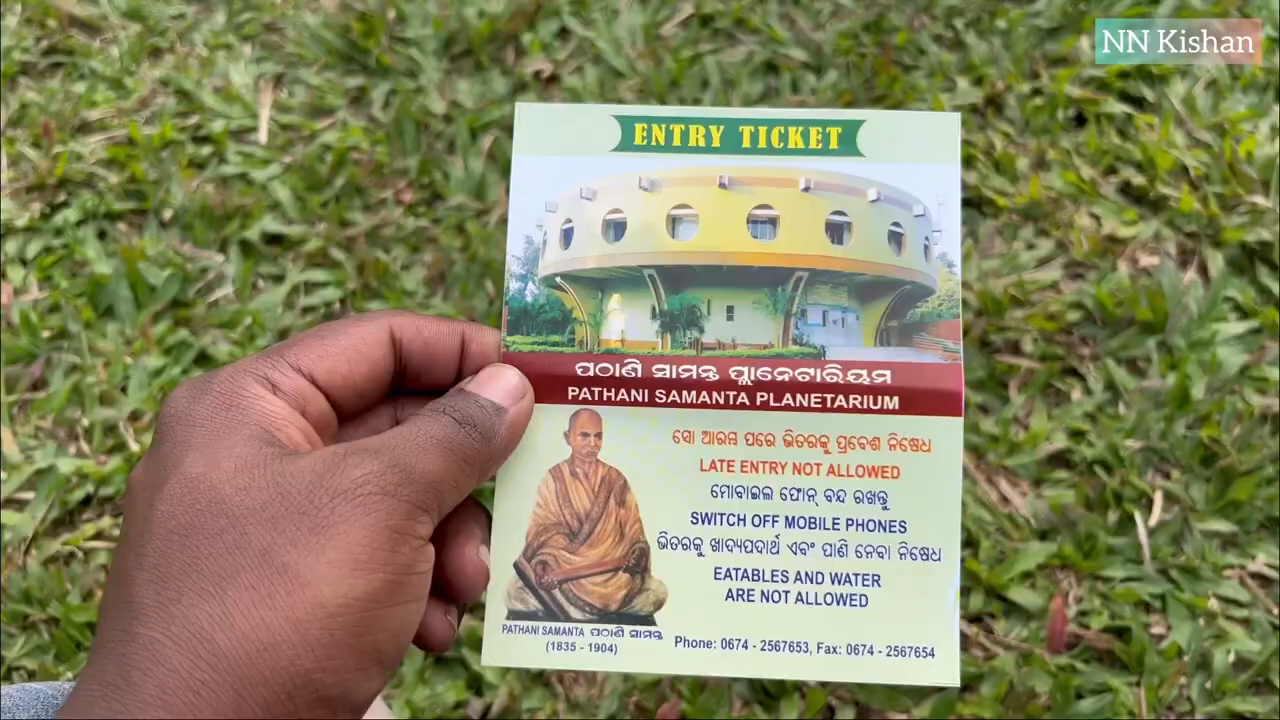 NN Kishan
ENTRY TICKET
ପଠାଣି ସାମନ୍ତ ପ୍ଲାନେଟାରିୟମ
PATHANI SAMANTA PLANETARIUM
ସୋ ଆରମ୍ଭ ପରେ ଭିତରକୁ ପ୍ରବେଶ ନିଷେଧ
LATE ENTRY NOT ALLOWED
ମୋବାଇଲ ଫୋନ୍ ବନ୍ଦ ରଖନ୍ତୁ
SWITCH OFF MOBILE PHONES
ଭିତରକୁ ଖାଦ୍ୟପଦାର୍ଥ ଏବଂ ପାଣି ନେବା ନିଷେଧ
EATABLES AND WATER
ARE NOT ALLOWED
PATHANI SAMANTA ପଠାଣି ସାମନ୍ତ
(1835 - 1904)
Phone: 0674 - 2567653, Fax: 0674 - 2567654